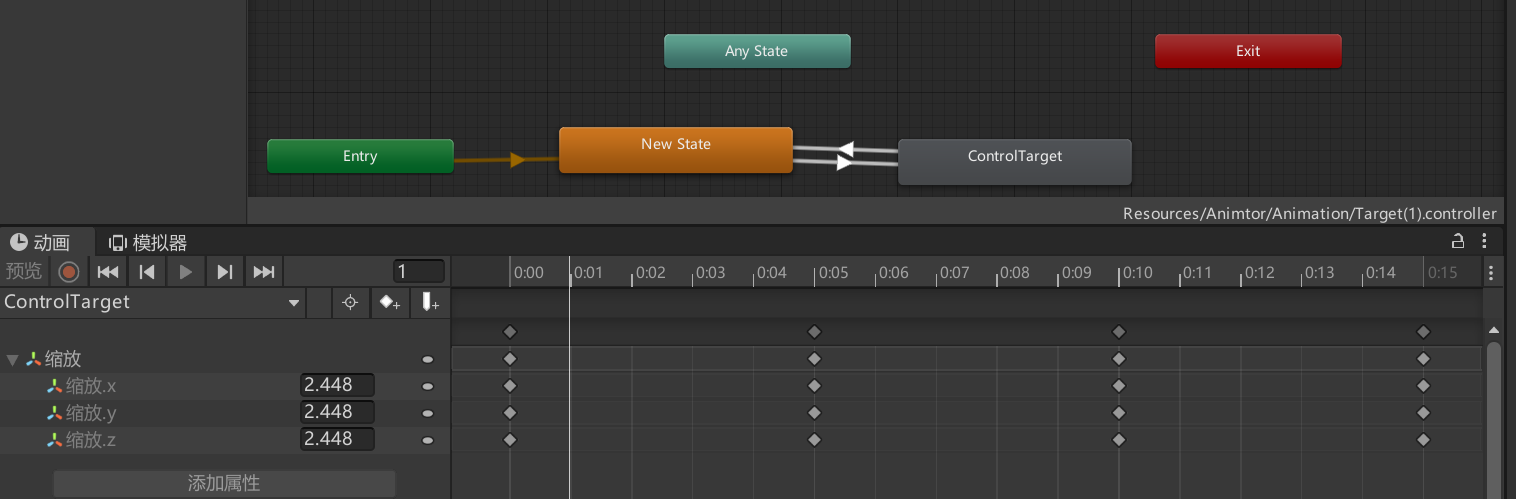 Any State
Exit
Entry
New State
ControlTarget
Resources/Animtor/Animation/Target(1).controller
动画
模拟器
预览
1
0:00 0:01 0:02 0:03 0:04 0:05 0:06 0:07 0:08 0:09 0:10 0:11 0:12 0:13 0:14 0:15
ControlTarget
缩放
缩放.x 2.448
缩放.y 2.448
缩放.z 2.448
添加属性